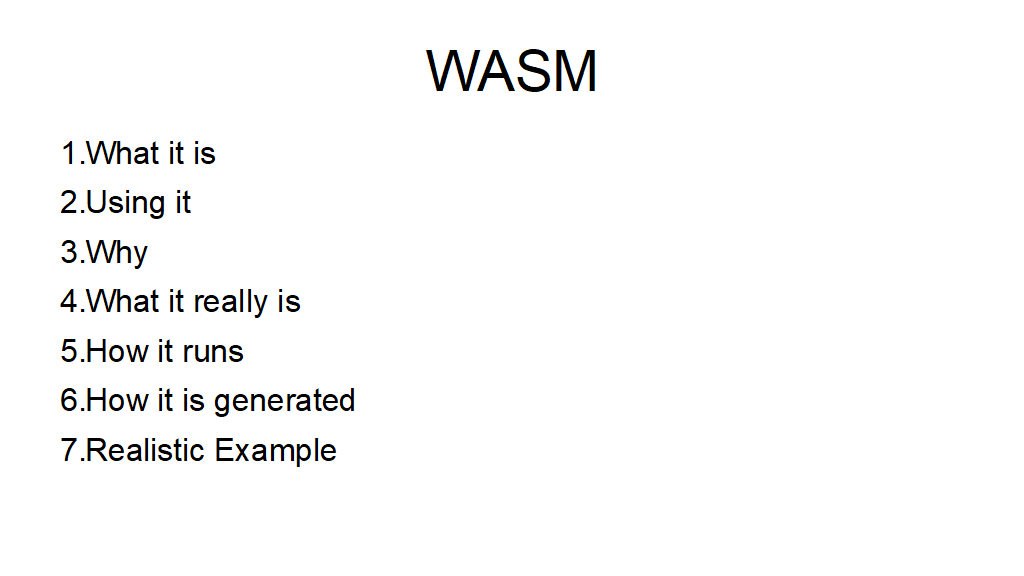 WASM
1.What it is
2.Using it
3.Why
4.What it really is
5.How it runs
6.How it is generated
7.Realistic Example